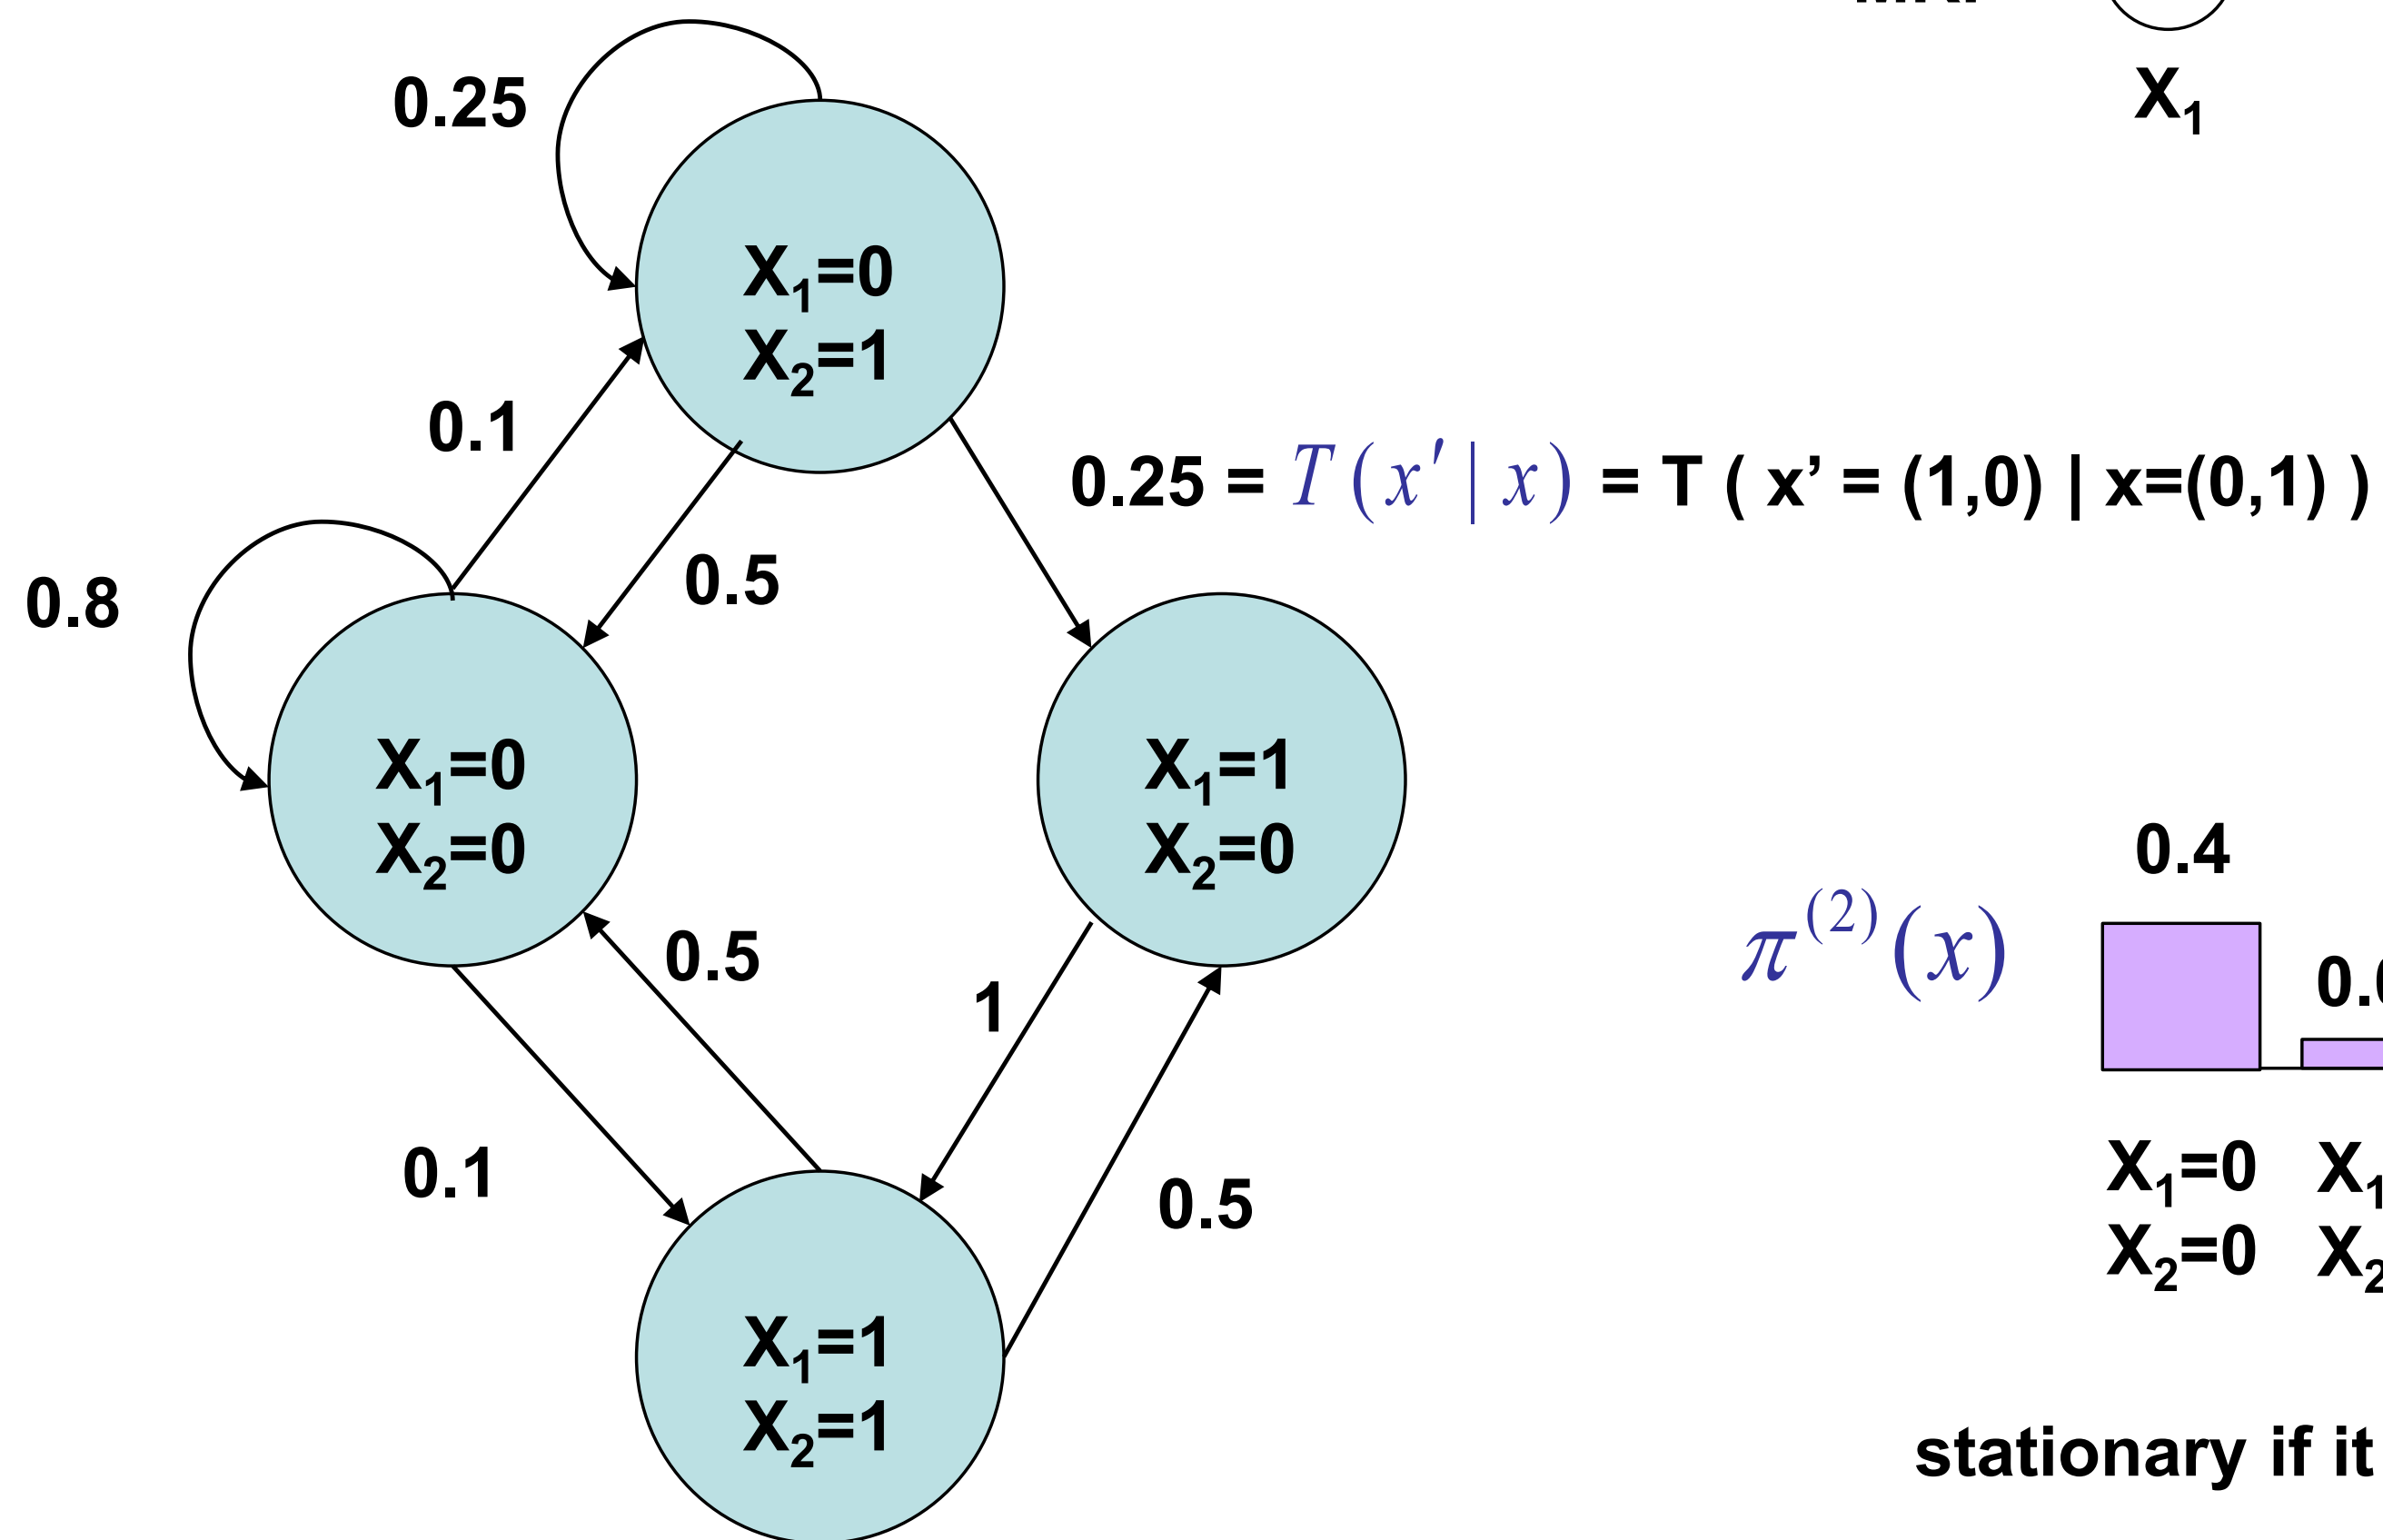 X1
0.25
X1=0
X2=1
0.1
0.25 = T(x′ | x) = T ( x’ = (1,0) | x=(0,1) )
0.5
0.8
X1=0
X2=0
X1=1
X2=0
0.4
π(2)(x)
0.5
1
0.1
0.5
X1=0 X1
X2=0 X2
X1=1
X2=1
stationary if it